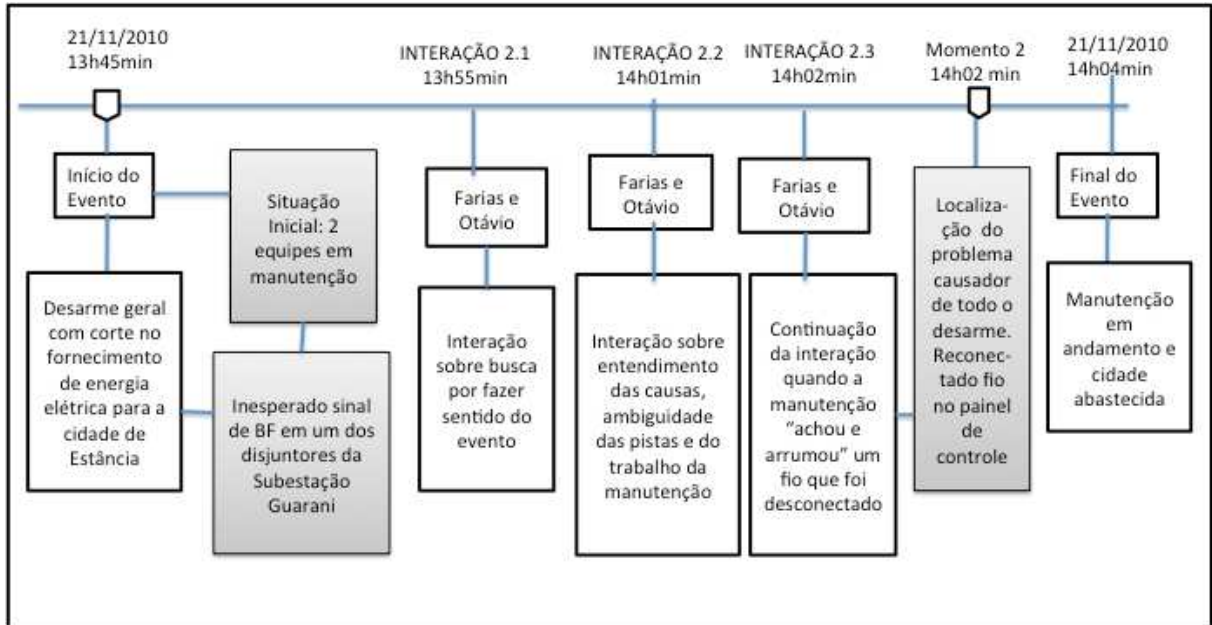 21/11/2010
13h45min
INTERAÇÃO 2.1
13h55min
INTERAÇÃO 2.2
14h01min
INTERAÇÃO 2.3
14h02min
Momento 2
14h02 min
21/11/2010
14h04min
Início do
Evento
Situação
Inicial: 2
equipes em
manutenção
Desarme geral
com corte no
fornecimento
de energia
elétrica para a
cidade de
Estância
Inesperado sinal
de BF em um dos
disjuntores da
Subestação
Guarani
Farias e
Otávio
Interação
sobre busca
por fazer
sentido do
evento
Farias e
Otávio
Interação sobre
entendimento
das causas,
ambiguidade
das pistas e do
trabalho da
manutenção
Farias e
Otávio
Continuação
da interação
quando a
manutenção
“achou e
arrumou” um
fio que foi
desconectado
Localiza-
ção do
problema
causador
de todo o
desarme.
Reconec-
tado fio
no painel
de
controle
Final do
Evento
Manutenção
em
andamento e
cidade
abastecida